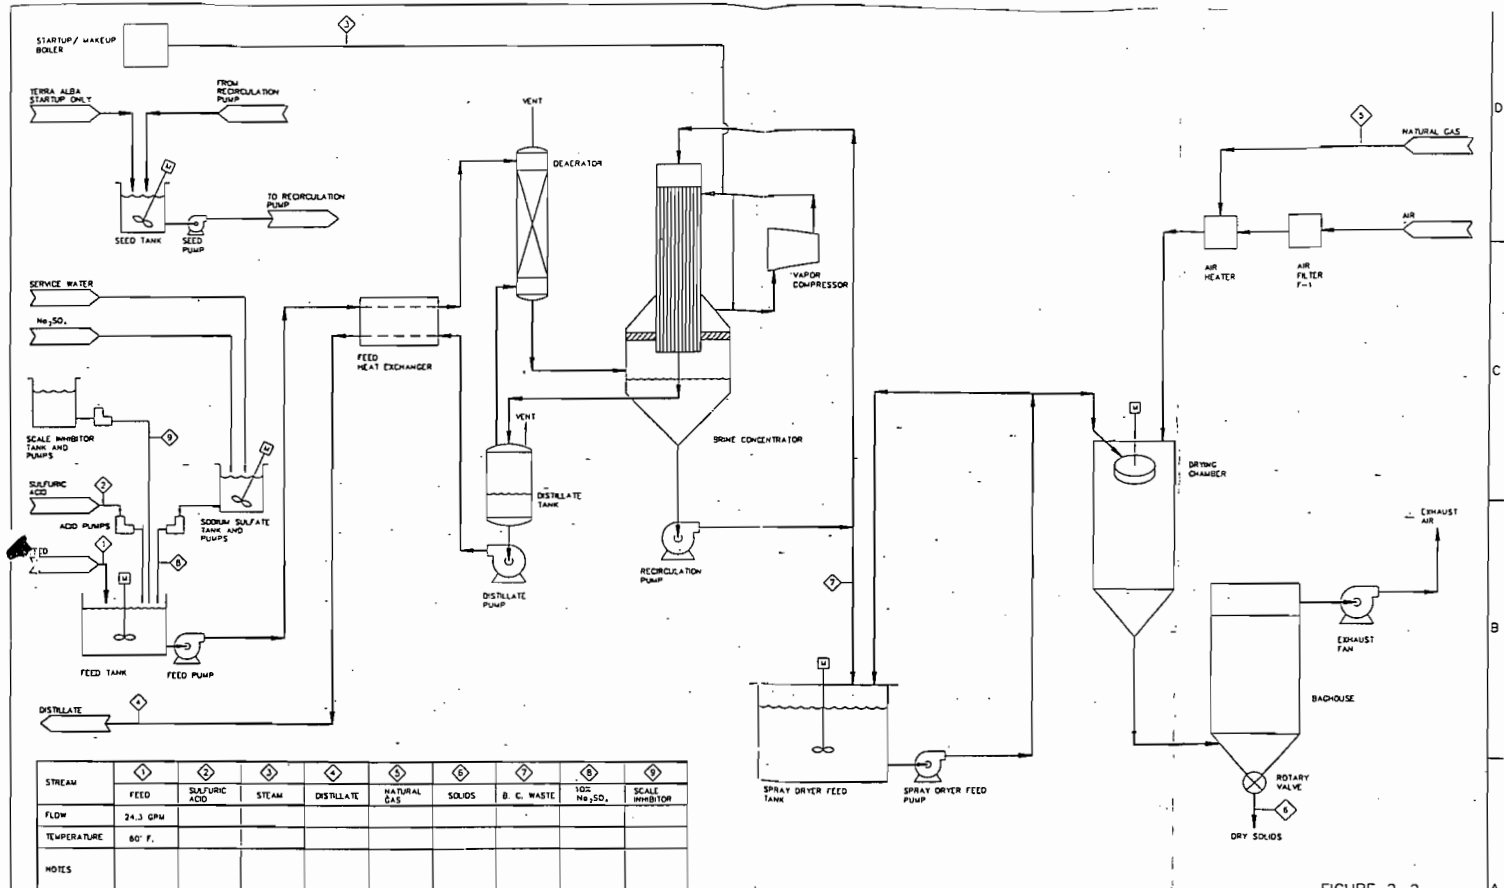 STARTUP/ MAKEUP
BOILER
3
TERRA ALBA
STARTUP ONLY
FROM
RECIRCULATION
PUMP
M
SEED TANK
SEED
PUMP
TO RECIRCULATION
PUMP
VENT
DEAERATOR
VAPOR
COMPRESSOR
5
NATURAL GAS
AIR
AIR
HEATER
AIR
FILTER
F-1
D
SERVICE WATER
Na₂SO₄
FEED
HEAT EXCHANGER
C
SCALE INHIBITOR
TANK AND
PUMPS
9
M
SULFURIC
ACID
2
ACID PUMPS
SODIUM SULFATE
TANK AND
PUMPS
1
8
M
FEED TANK
FEED PUMP
VENT
DISTILLATE
TANK
DISTILLATE
PUMP
BRINE CONCENTRATOR
RECIRCULATION
PUMP
7
M
DRYING
CHAMBER
EXHAUST
AIR
EXHAUST
FAN
B
BAGHOUSE
DISTILLATE
4
M
SPRAY DRYER FEED
TANK
SPRAY DRYER FEED
PUMP
ROTARY
VALVE
6
DRY SOLIDS
STREAM 1 2 3 4 5 6 7 8 9
FEED SULFURIC ACID STEAM DISTILLATE NATURAL GAS SOLIDS B. C. WASTE 10% Na₂SO₄ SCALE INHIBITOR
FLOW 24.3 GPM
TEMPERATURE 60° F.
NOTES
FIGURE